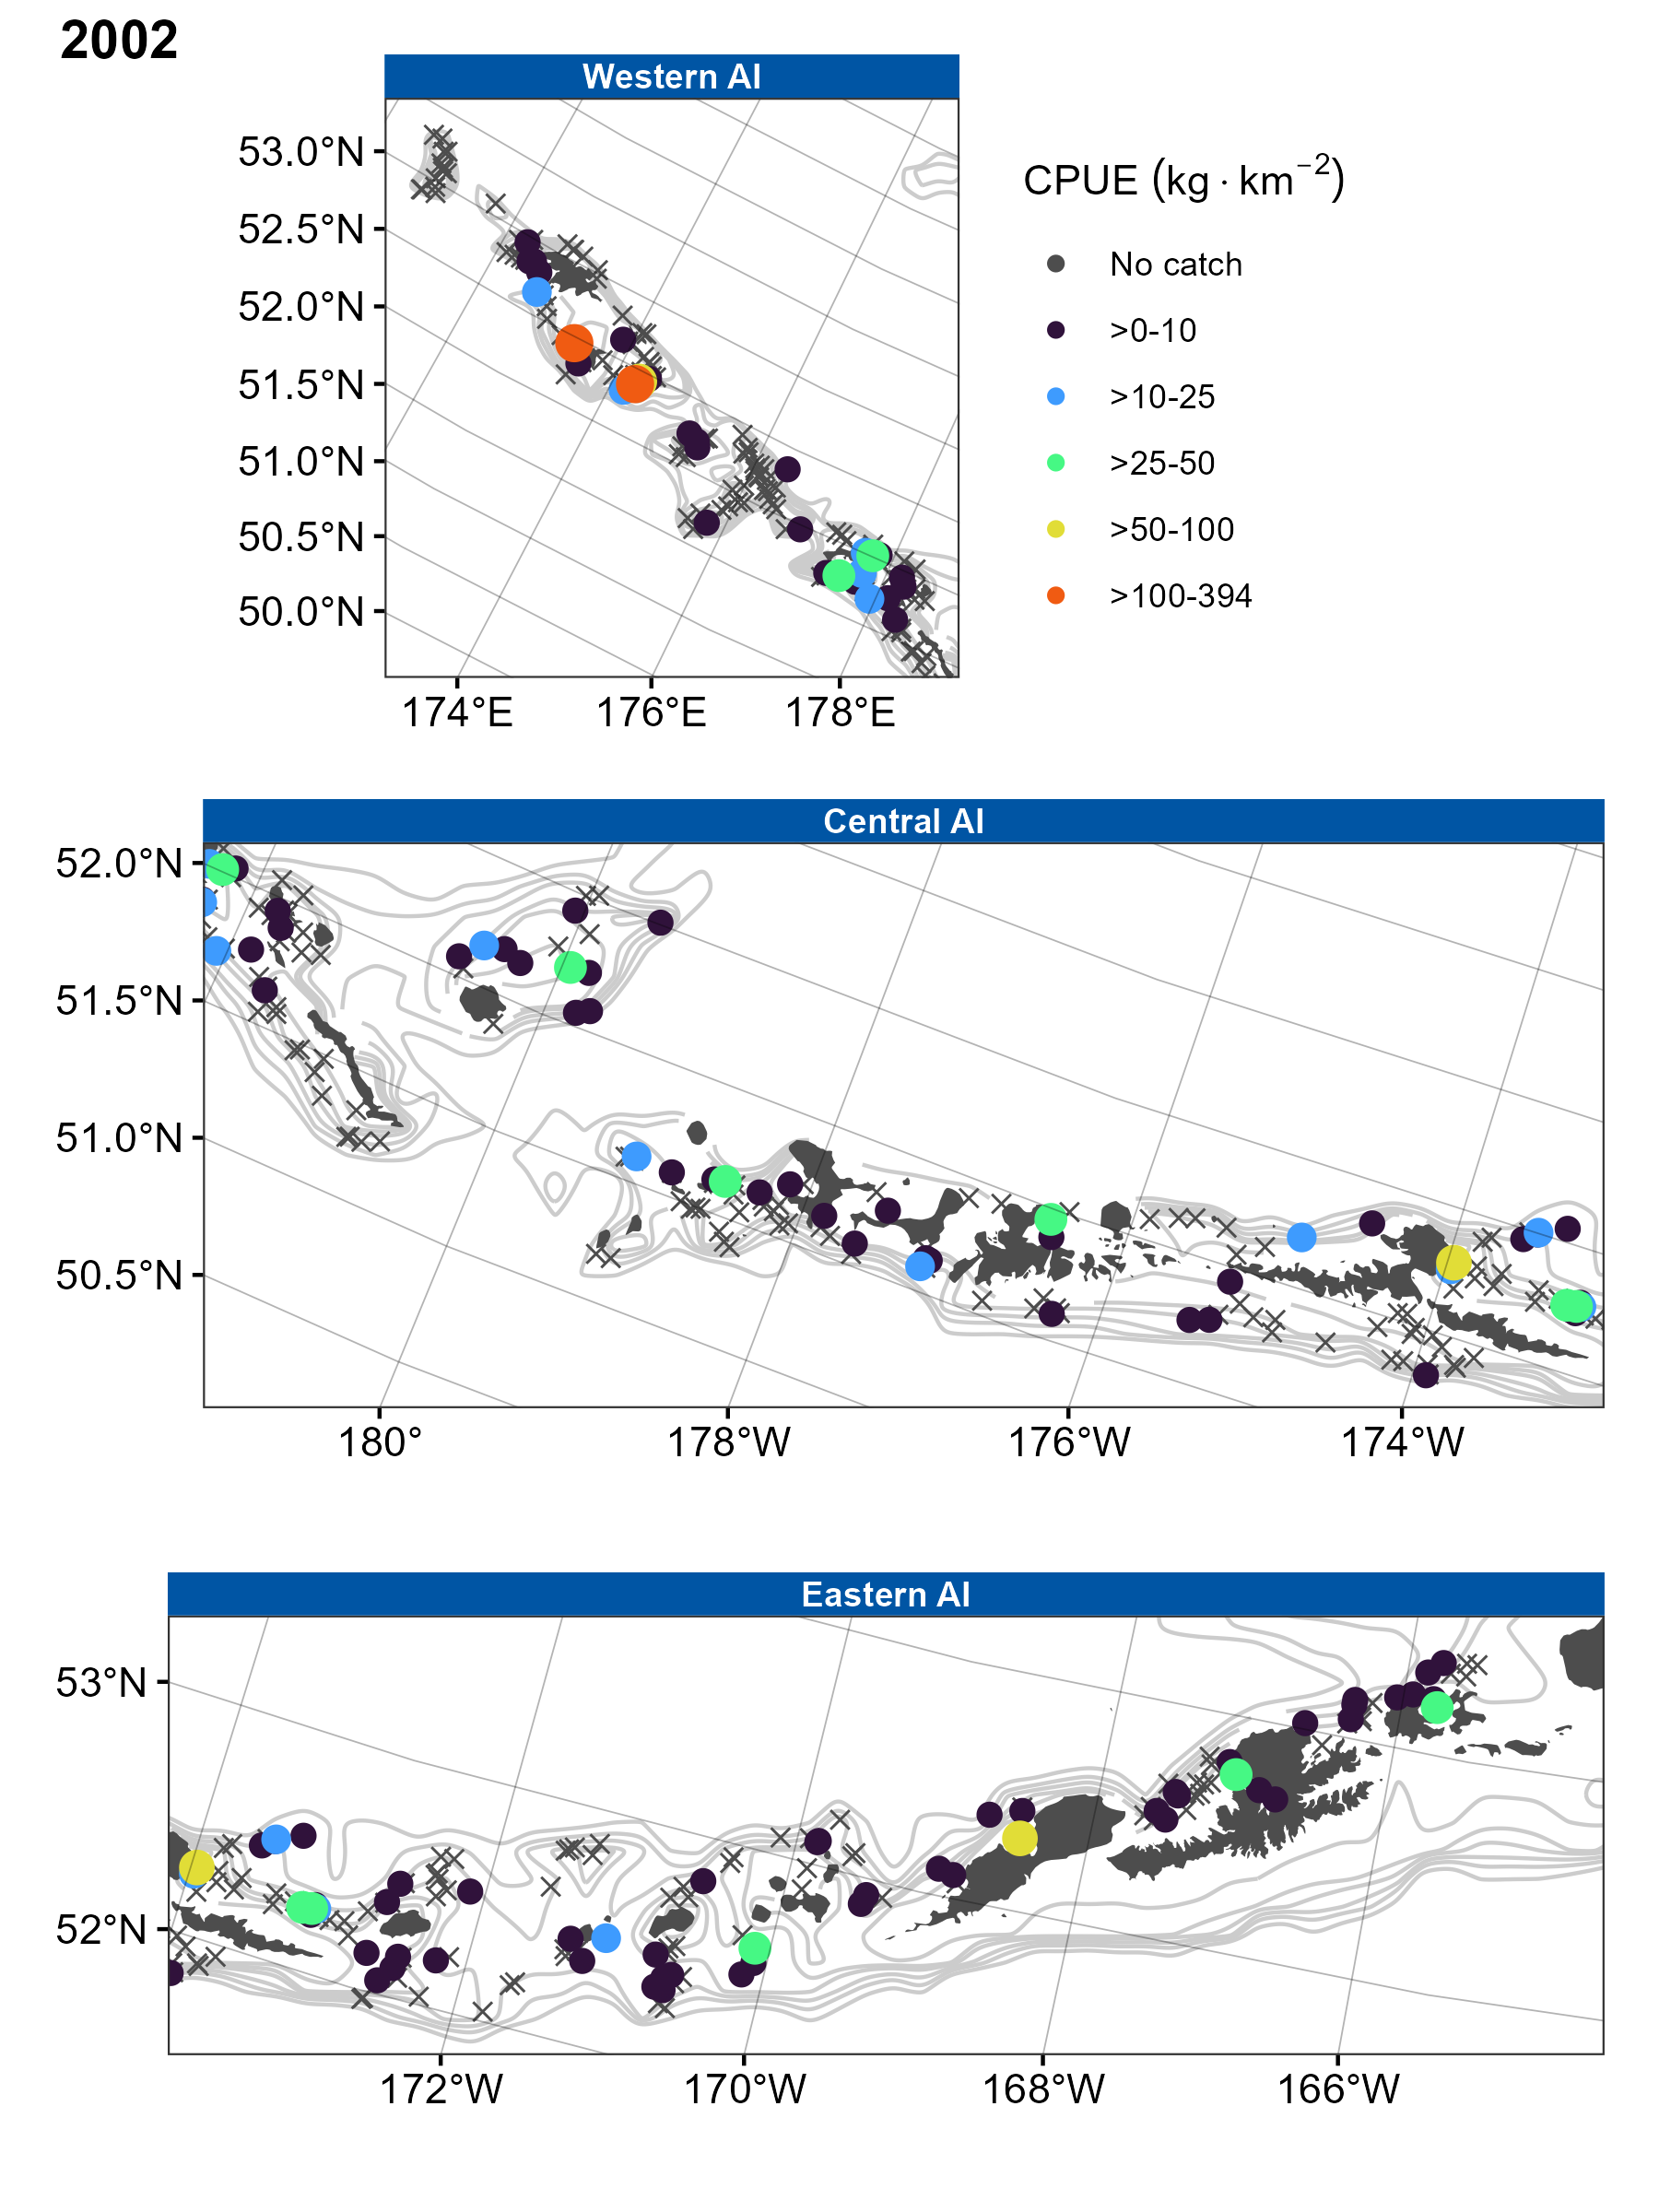 2002
Western AI
53.0°N
52.5°N
52.0°N
51.5°N
51.0°N
50.5°N
50.0°N
174°E 176°E 178°E
CPUE (kg · km⁻²)
No catch
>0-10
>10-25
>25-50
>50-100
>100-394
Central AI
52.0°N
51.5°N
51.0°N
50.5°N
180° 178°W 176°W 174°W
Eastern AI
53°N
52°N
172°W 170°W 168°W 166°W